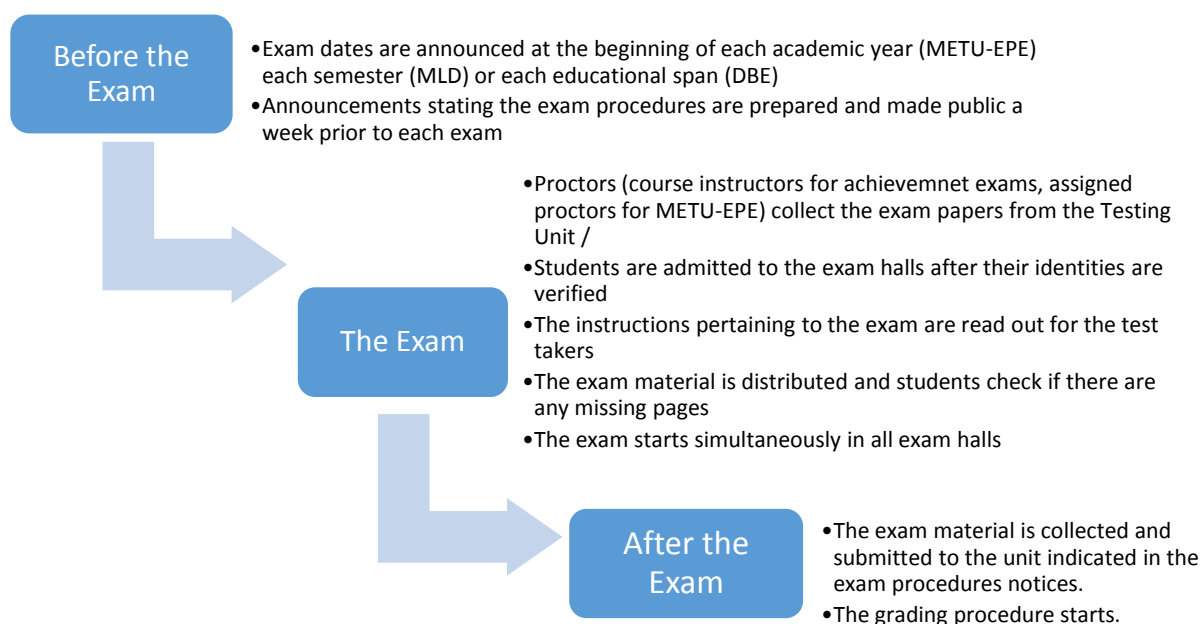 Before the
Exam
•Exam dates are announced at the beginning of each academic year (METU-EPE)
each semester (MLD) or each educational span (DBE)
•Announcements stating the exam procedures are prepared and made public a
week prior to each exam
The Exam
•Proctors (course instructors for achievemnet exams, assigned
proctors for METU-EPE) collect the exam papers from the Testing
Unit /
•Students are admitted to the exam halls after their identities are
verified
•The instructions pertaining to the exam are read out for the test
takers
•The exam material is distributed and students check if there are
any missing pages
•The exam starts simultaneously in all exam halls
After the
Exam
•The exam material is collected and
submitted to the unit indicated in the
exam procedures notices.
•The grading procedure starts.